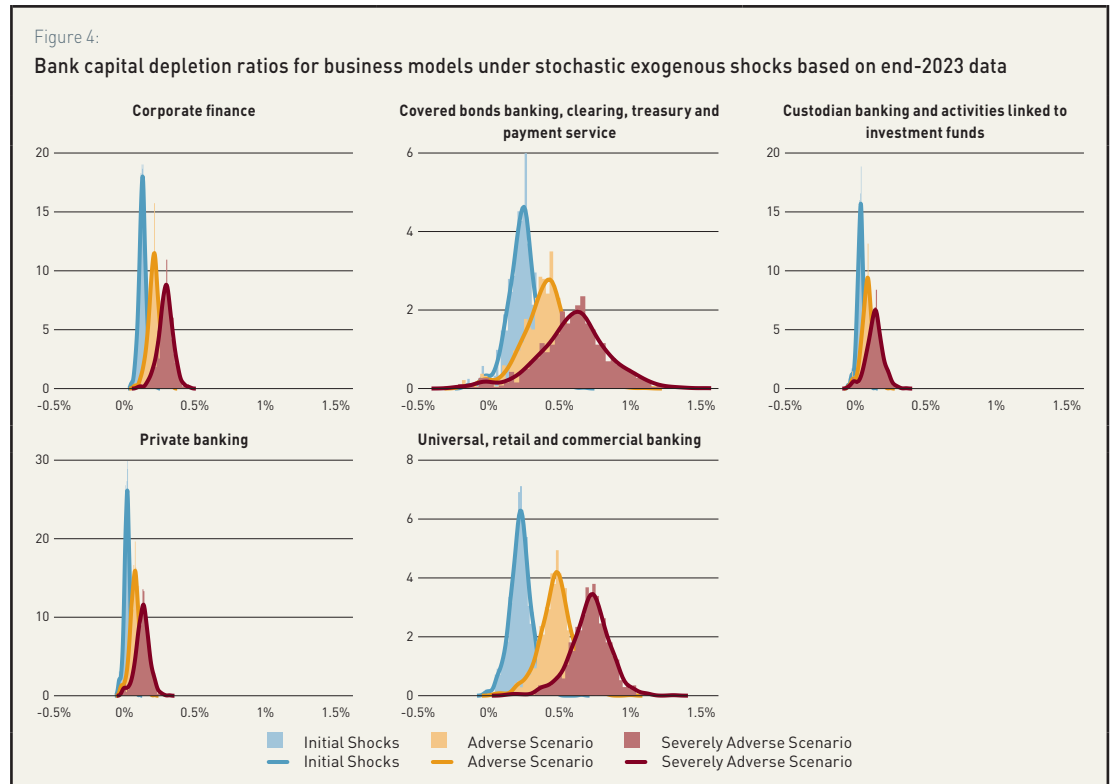 Figure 4:
Bank capital depletion ratios for business models under stochastic exogenous shocks based on end-2023 data
Corporate finance
20
15
10
5
0
-0.5% 0% 0.5% 1% 1.5%
Covered bonds banking, clearing, treasury and
payment service
6
4
2
0
-0.5% 0% 0.5% 1% 1.5%
Custodian banking and activities linked to
investment funds
20
15
10
5
0
-0.5% 0% 0.5% 1% 1.5%
Private banking
30
20
10
0
-0.5% 0% 0.5% 1% 1.5%
Universal, retail and commercial banking
8
6
4
2
0
-0.5% 0% 0.5% 1% 1.5%
Initial Shocks Adverse Scenario Severely Adverse Scenario
Initial Shocks Adverse Scenario Severely Adverse Scenario